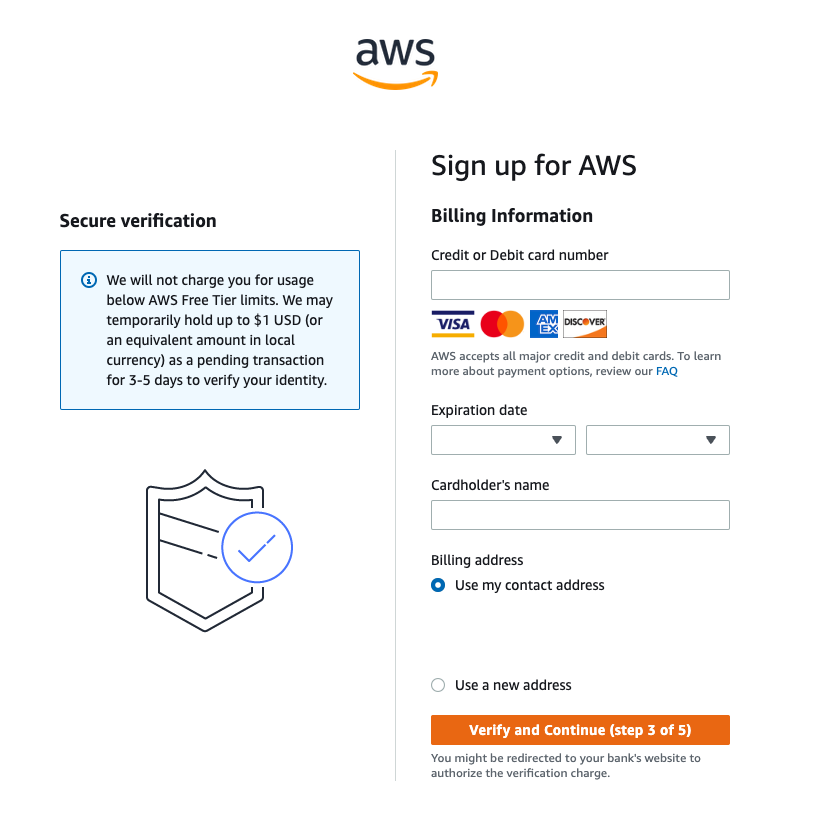 aws
Secure verification
We will not charge you for usage
below AWS Free Tier limits. We may
temporarily hold up to $1 USD (or
an equivalent amount in local
currency) as a pending transaction
for 3-5 days to verify your identity.
Sign up for AWS
Billing Information
Credit or Debit card number
VISA AM EX DISCOVER
AWS accepts all major credit and debit cards. To learn
more about payment options, review our FAQ
Expiration date
Cardholder's name
Billing address
Use my contact address
Use a new address
Verify and Continue (step 3 of 5)
You might be redirected to your bank's website to
authorize the verification charge.